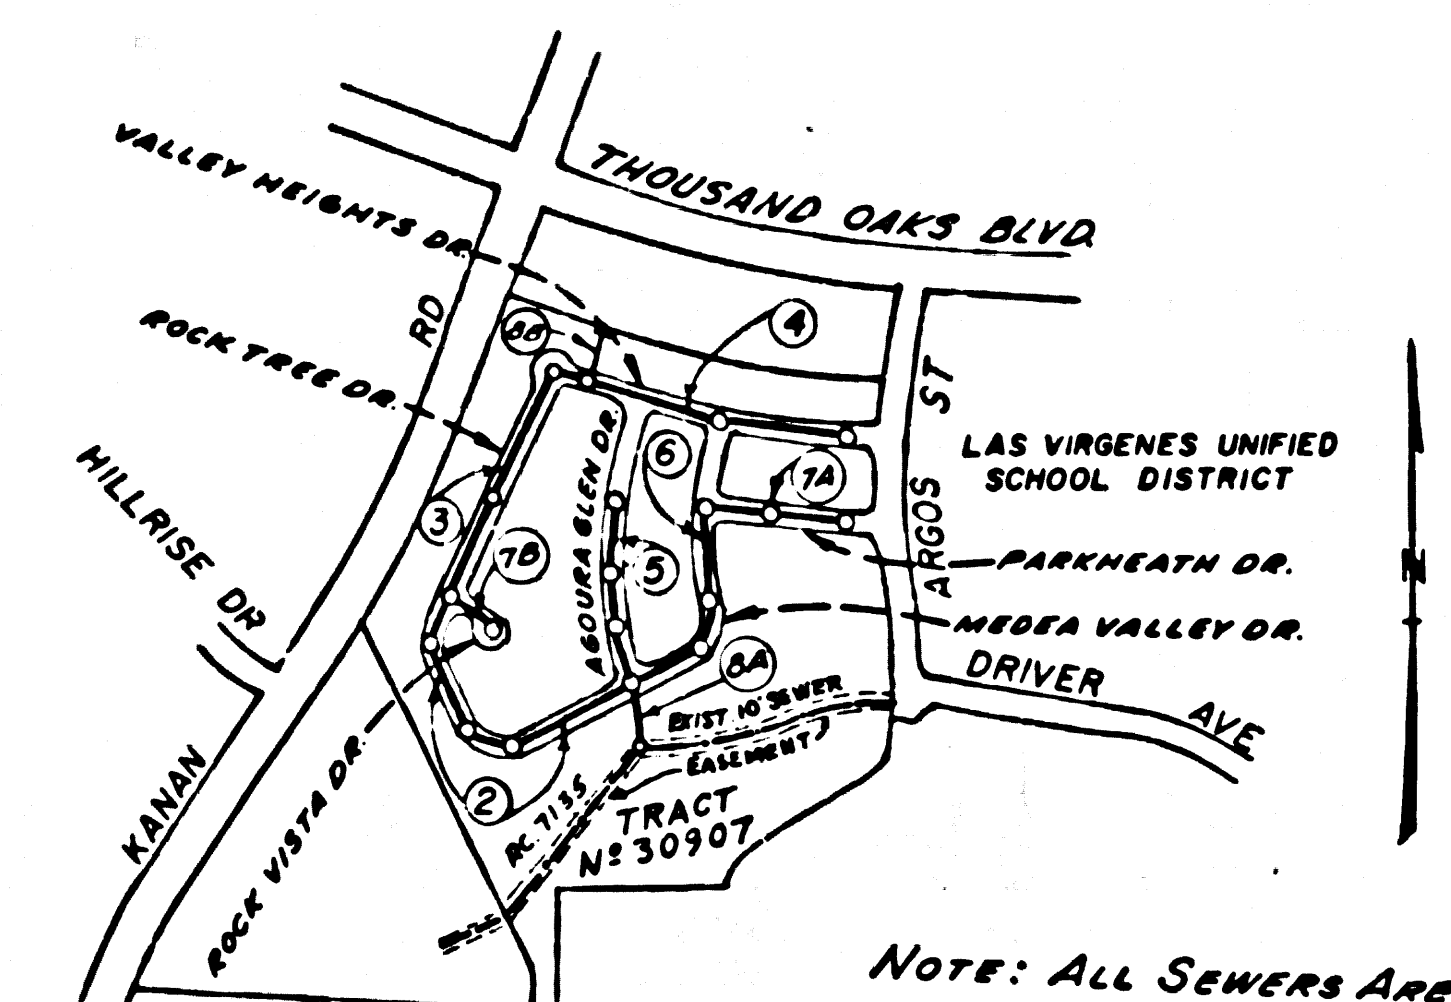 THOUSAND OAKS BLVD.
VALLEY HEIGHTS DR.
RD
ROCK TREE DR.
8B
4
ST
HILLRISE DR
AGOURA GLEN DR.
6
7A
LAS VIRGENES UNIFIED
SCHOOL DISTRICT
3
7B
5
ARGOS
PARKHEATH DR.
MEDEA VALLEY DR.
8A
DRIVER AVE
EXIST. 10" SEWER
EASEMENT
KANAN
2
ROCK VISTA DR.
P.C. 7135
TRACT
Nº 30907
N
NOTE: ALL SEWERS ARE